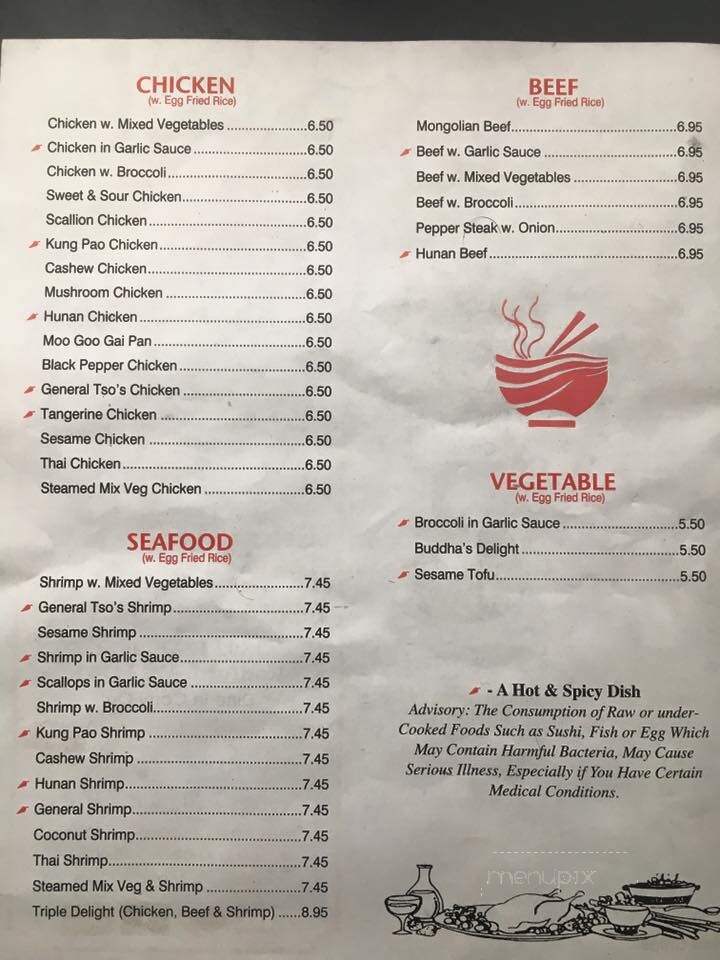 CHICKEN
(w. Egg Fried Rice)
Chicken w. Mixed Vegetables ......................6.50
Chicken in Garlic Sauce ..............................6.50
Chicken w. Broccoli.....................................6.50
Sweet & Sour Chicken.................................6.50
Scallion Chicken..........................................6.50
Kung Pao Chicken.......................................6.50
Cashew Chicken..........................................6.50
Mushroom Chicken .....................................6.50
Hunan Chicken............................................6.50
Moo Goo Gai Pan........................................6.50
Black Pepper Chicken.................................6.50
General Tso's Chicken ................................6.50
Tangerine Chicken ......................................6.50
Sesame Chicken .........................................6.50
Thai Chicken................................................6.50
Steamed Mix Veg Chicken ..........................6.50
SEAFOOD
(w. Egg Fried Rice)
Shrimp w. Mixed Vegetables........................7.45
General Tso's Shrimp...................................7.45
Sesame Shrimp ...........................................7.45
Shrimp in Garlic Sauce.................................7.45
Scallops in Garlic Sauce ..............................7.45
Shrimp w. Broccoli........................................7.45
Kung Pao Shrimp .........................................7.45
Cashew Shrimp ............................................7.45
Hunan Shrimp...............................................7.45
General Shrimp.............................................7.45
Coconut Shrimp............................................7.45
Thai Shrimp...................................................7.45
Steamed Mix Veg & Shrimp .........................7.45
Triple Delight (Chicken, Beef & Shrimp) ......8.95
BEEF
(w. Egg Fried Rice)
Mongolian Beef.............................................6.95
Beef w. Garlic Sauce ....................................6.95
Beef w. Mixed Vegetables ............................6.95
Beef w. Broccoli............................................6.95
Pepper Steak w. Onion.................................6.95
Hunan Beef...................................................6.95
VEGETABLE
(w. Egg Fried Rice)
Broccoli in Garlic Sauce ...............................5.50
Buddha's Delight...........................................5.50
Sesame Tofu.................................................5.50
- A Hot & Spicy Dish
Advisory: The Consumption of Raw or under-
Cooked Foods Such as Sushi, Fish or Egg Which
May Contain Harmful Bacteria, May Cause
Serious Illness, Especially if You Have Certain
Medical Conditions.
menupix